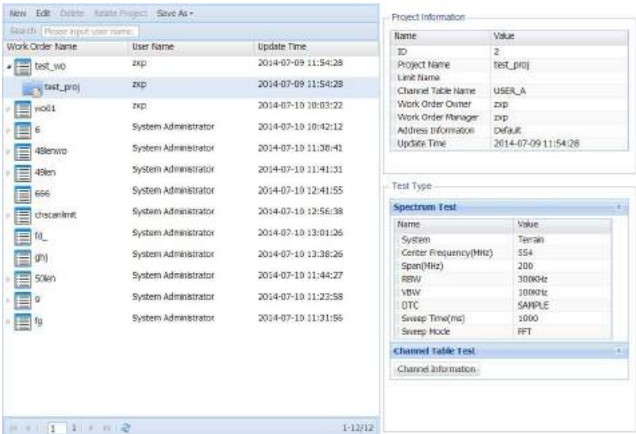 New Edit Delete Relate Project Save As
Search Please input user name.
Work Order Name User Name Update Time
test_wo zxp 2014-07-09 11:54:28
test_proj zxp 2014-07-09 11:54:28
wo01 zxp 2014-07-10 10:03:22
6 System Administrator 2014-07-10 10:42:12
48lenwo System Administrator 2014-07-10 11:38:41
49len System Administrator 2014-07-10 11:41:31
666 System Administrator 2014-07-10 12:41:55
chscanlimit System Administrator 2014-07-10 12:56:38
fd_ System Administrator 2014-07-10 13:01:26
ghj System Administrator 2014-07-10 13:38:26
50len System Administrator 2014-07-10 11:44:27
g System Administrator 2014-07-10 11:23:58
fg System Administrator 2014-07-10 11:31:56
1 1 1-12/12
Project Information
Name Value
ID 2
Project Name test_proj
Limit Name
Channel Table Name USER_A
Work Order Owner zxp
Work Order Manager zxp
Address Information Default
Update Time 2014-07-09 11:54:28
Test Type
Spectrum Test
Name Value
System Terrain
Center Frequency(MHz) 554
Span(MHz) 200
RBW 300KHz
VBW 100KHz
DTC SAMPLE
Sweep Time(ms) 1000
Sweep Mode FFT
Channel Table Test
Channel Information